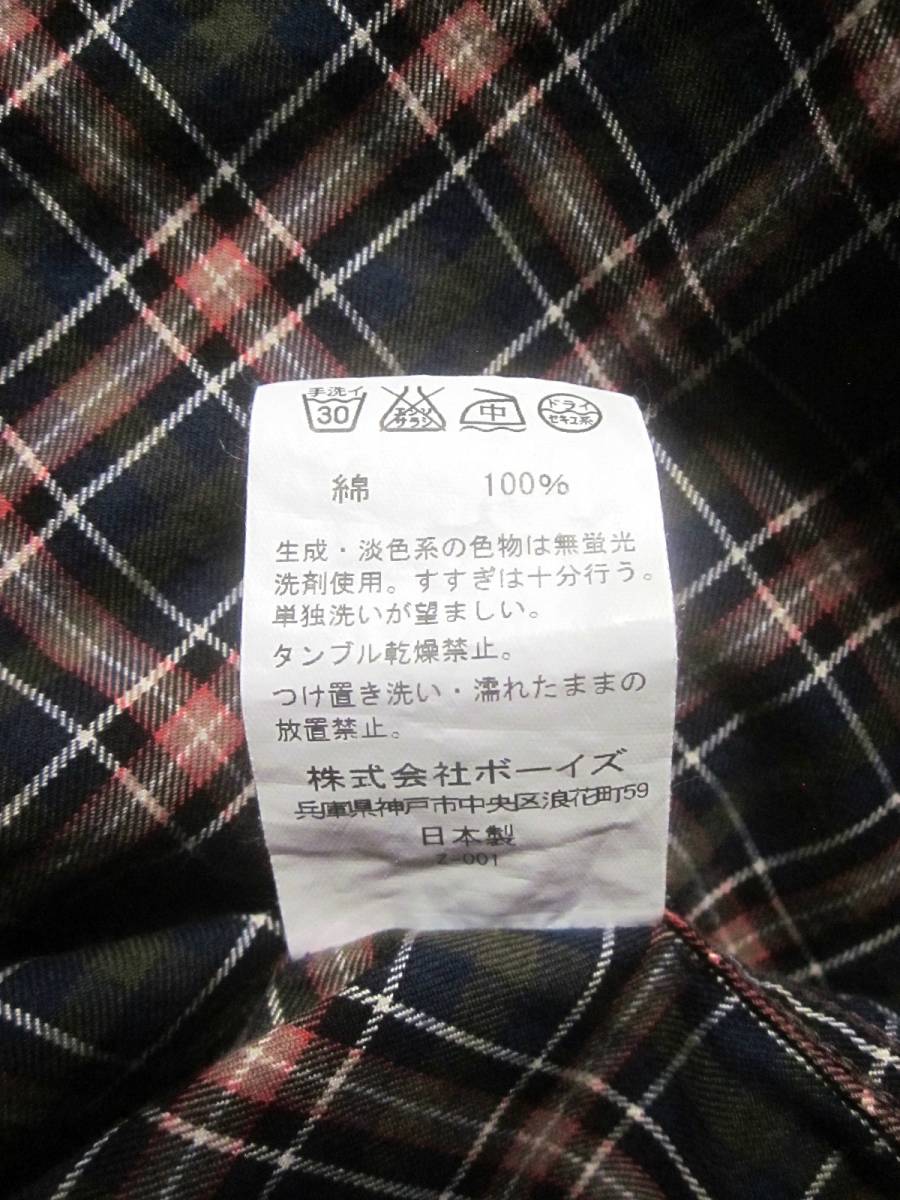 手洗イ
30
エンソ
サラシ
中
ドライ
セキユ系
綿 100%
生成・淡色系の色物は無蛍光
洗剤使用。すすぎは十分行う。
単独洗いが望ましい。
タンブル乾燥禁止。
つけ置き洗い・濡れたままの
放置禁止。
株式会社ボーイズ
兵庫県神戸市中央区浪花町59
日本製
Z-001